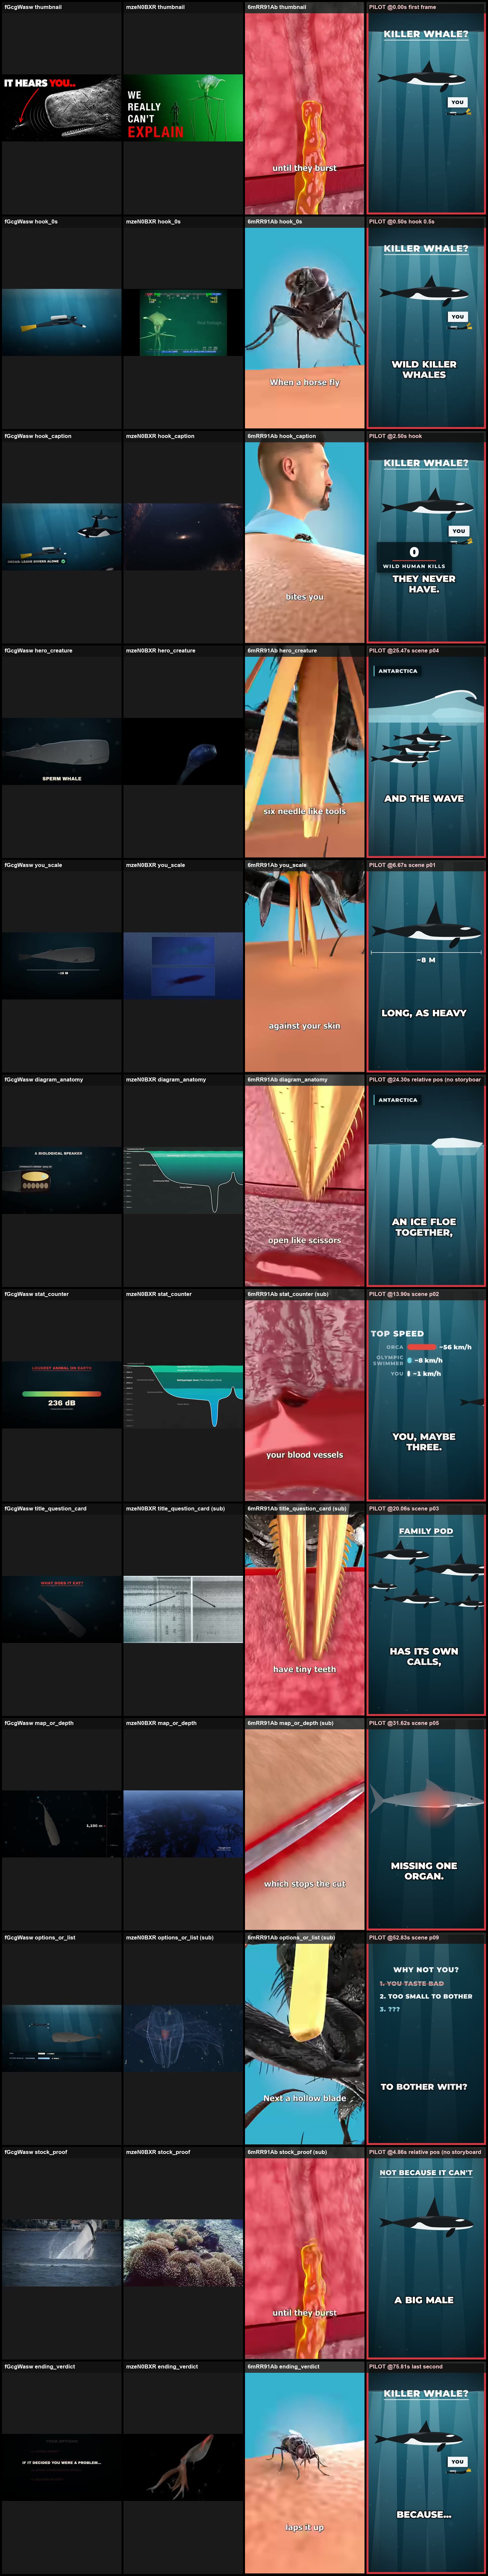 fGcgWasw thumbnail
mzeN0BXR thumbnail
6mRR91Ab thumbnail
PILOT @0.00s first frame
IT HEARS YOU..
WE
REALLY
CAN'T
EXPLAIN
until they burst
KILLER WHALE?
YOU
fGcgWasw hook_0s
mzeN0BXR hook_0s
6mRR91Ab hook_0s
PILOT @0.50s hook 0.5s
When a horse fly
KILLER WHALE?
YOU
WILD KILLER
WHALES
fGcgWasw hook_caption
mzeN0BXR hook_caption
6mRR91Ab hook_caption
PILOT @2.50s hook
bites you
KILLER WHALE?
YOU
0
WILD HUMAN KILLS
THEY NEVER
HAVE.
fGcgWasw hero_creature
mzeN0BXR hero_creature
6mRR91Ab hero_creature
PILOT @25.47s scene p04
SPERM WHALE
six needle like tools
ANTARCTICA
AND THE WAVE
fGcgWasw you_scale
mzeN0BXR you_scale
6mRR91Ab you_scale
PILOT @6.67s scene p01
against your skin
~8 M
LONG, AS HEAVY
fGcgWasw diagram_anatomy
mzeN0BXR diagram_anatomy
6mRR91Ab diagram_anatomy
PILOT @24.30s relative pos (no storyboar
A BIOLOGICAL SPEAKER
open like scissors
ANTARCTICA
AN ICE FLOE
TOGETHER,
fGcgWasw stat_counter
mzeN0BXR stat_counter
6mRR91Ab stat_counter (sub)
PILOT @13.90s scene p02
LOUDEST ANIMAL ON EARTH
236 dB
your blood vessels
TOP SPEED
ORCA ~56 km/h
OLYMPIC
SWIMMER ~8 km/h
YOU ~1 km/h
YOU, MAYBE
THREE.
fGcgWasw title_question_card
mzeN0BXR title_question_card (sub)
6mRR91Ab title_question_card (sub)
PILOT @20.06s scene p03
WHAT DOES IT EAT?
have tiny teeth
FAMILY POD
HAS ITS OWN
CALLS,
fGcgWasw map_or_depth
mzeN0BXR map_or_depth
6mRR91Ab map_or_depth (sub)
PILOT @31.62s scene p05
which stops the cut
MISSING ONE
ORGAN.
fGcgWasw options_or_list
mzeN0BXR options_or_list (sub)
6mRR91Ab options_or_list (sub)
PILOT @52.83s scene p09
Next a hollow blade
WHY NOT YOU?
1. YOU TASTE BAD
2. TOO SMALL TO BOTHER
3. ???
TO BOTHER WITH?
fGcgWasw stock_proof
mzeN0BXR stock_proof
6mRR91Ab stock_proof (sub)
PILOT @4.86s relative pos (no storyboard
until they burst
NOT BECAUSE IT CAN'T
A BIG MALE
fGcgWasw ending_verdict
mzeN0BXR ending_verdict
6mRR91Ab ending_verdict
PILOT @75.61s last second
IF IT DECIDED YOU WERE A PROBLEM...
laps it up
KILLER WHALE?
YOU
BECAUSE...